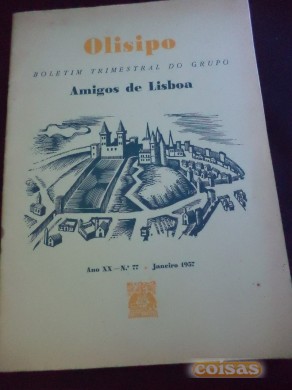 Olisipo
BOLETIM TRIMESTRAL DO GRUPO
Amigos de Lisboa
Ano XX — N.º 77 - Janeiro 1957
coisas